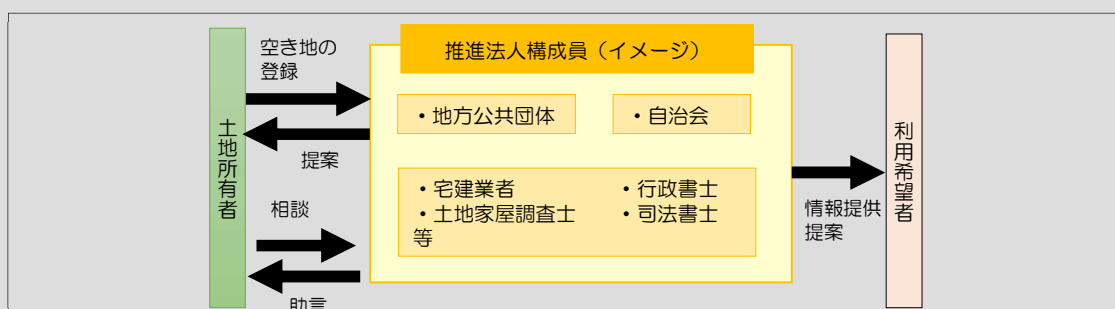 土地所有者
空き地の
登録
提案
相談
助言
推進法人構成員（イメージ）
・地方公共団体
・自治会
・宅建業者
・土地家屋調査士
等
・行政書士
・司法書士
情報提供
提案
利用希望者